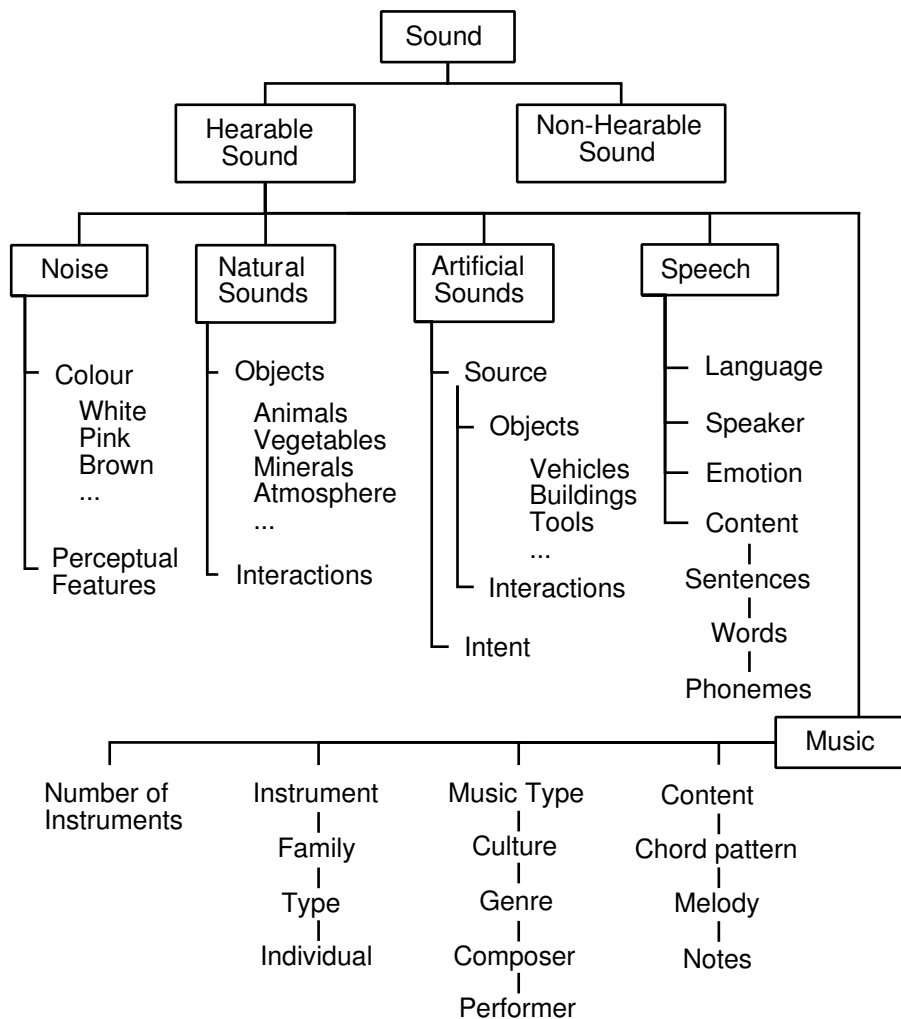 Sound
Hearable
Sound
Non-Hearable
Sound
Noise
Colour
White
Pink
Brown
...
Perceptual
Features
Natural
Sounds
Objects
Animals
Vegetables
Minerals
Atmosphere
...
Interactions
Artificial
Sounds
Source
Objects
Vehicles
Buildings
Tools
...
Interactions
Intent
Speech
Language
Speaker
Emotion
Content
Sentences
Words
Phonemes
Music
Number of
Instruments
Instrument
Family
Type
Individual
Music Type
Culture
Genre
Composer
Performer
Content
Chord pattern
Melody
Notes